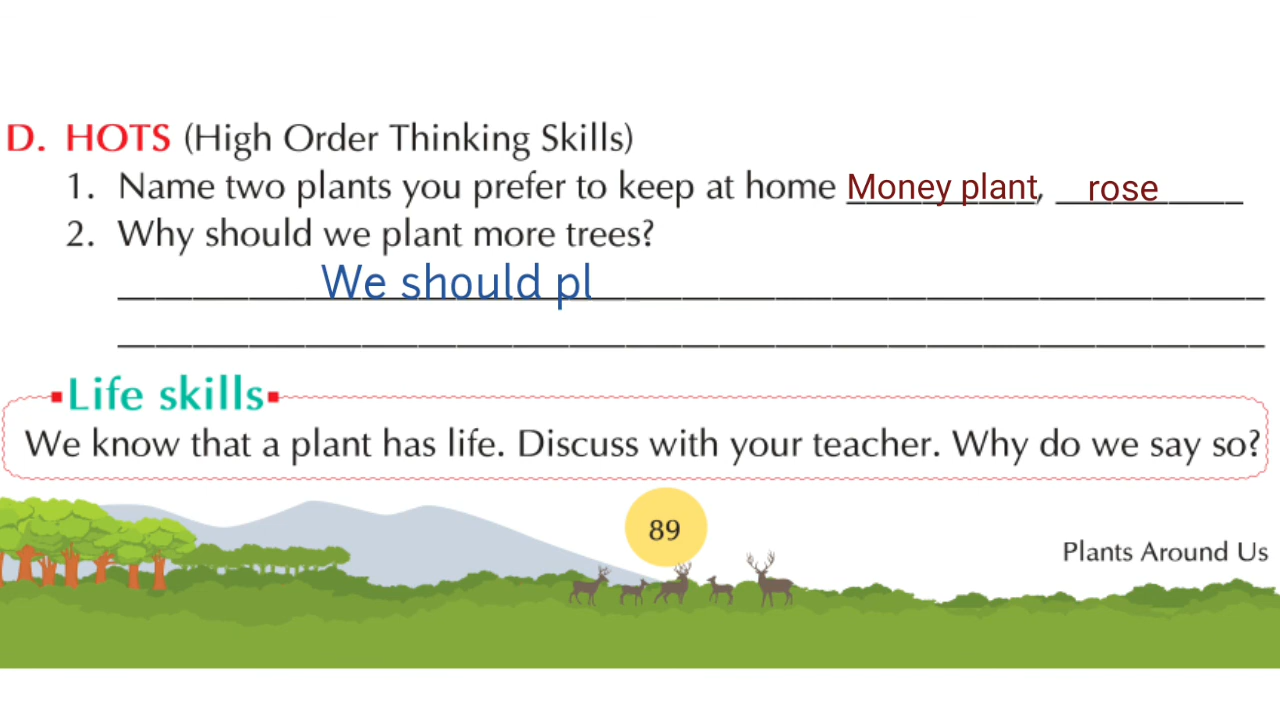 D. HOTS (High Order Thinking Skills)
1. Name two plants you prefer to keep at home Money plant, rose
2. Why should we plant more trees?
We should pl
Life skills
We know that a plant has life. Discuss with your teacher. Why do we say so?
89
Plants Around Us